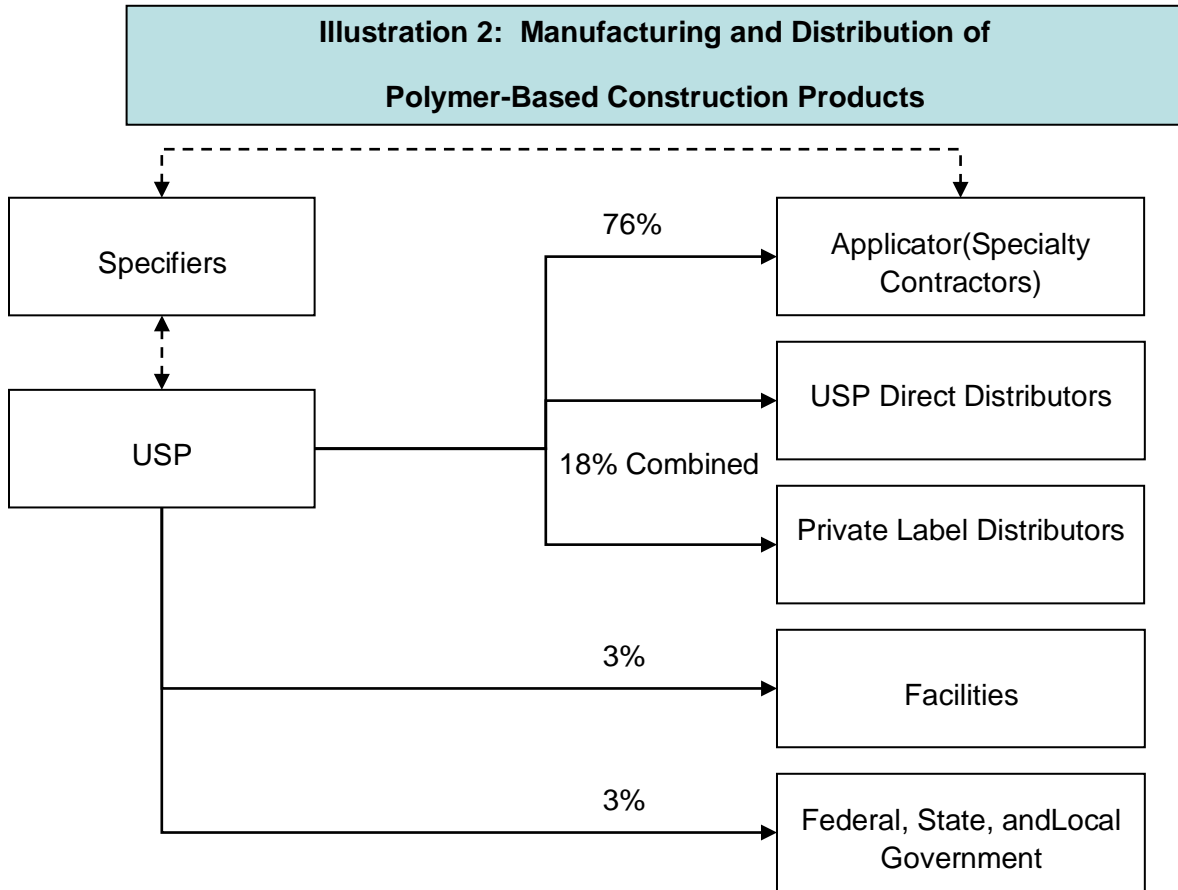 Illustration 2:  Manufacturing and Distribution of
Polymer-Based Construction Products
Specifiers
76%
Applicator(Specialty
Contractors)
USP Direct Distributors
USP
18% Combined
Private Label Distributors
3%
Facilities
3%
Federal, State, andLocal
Government